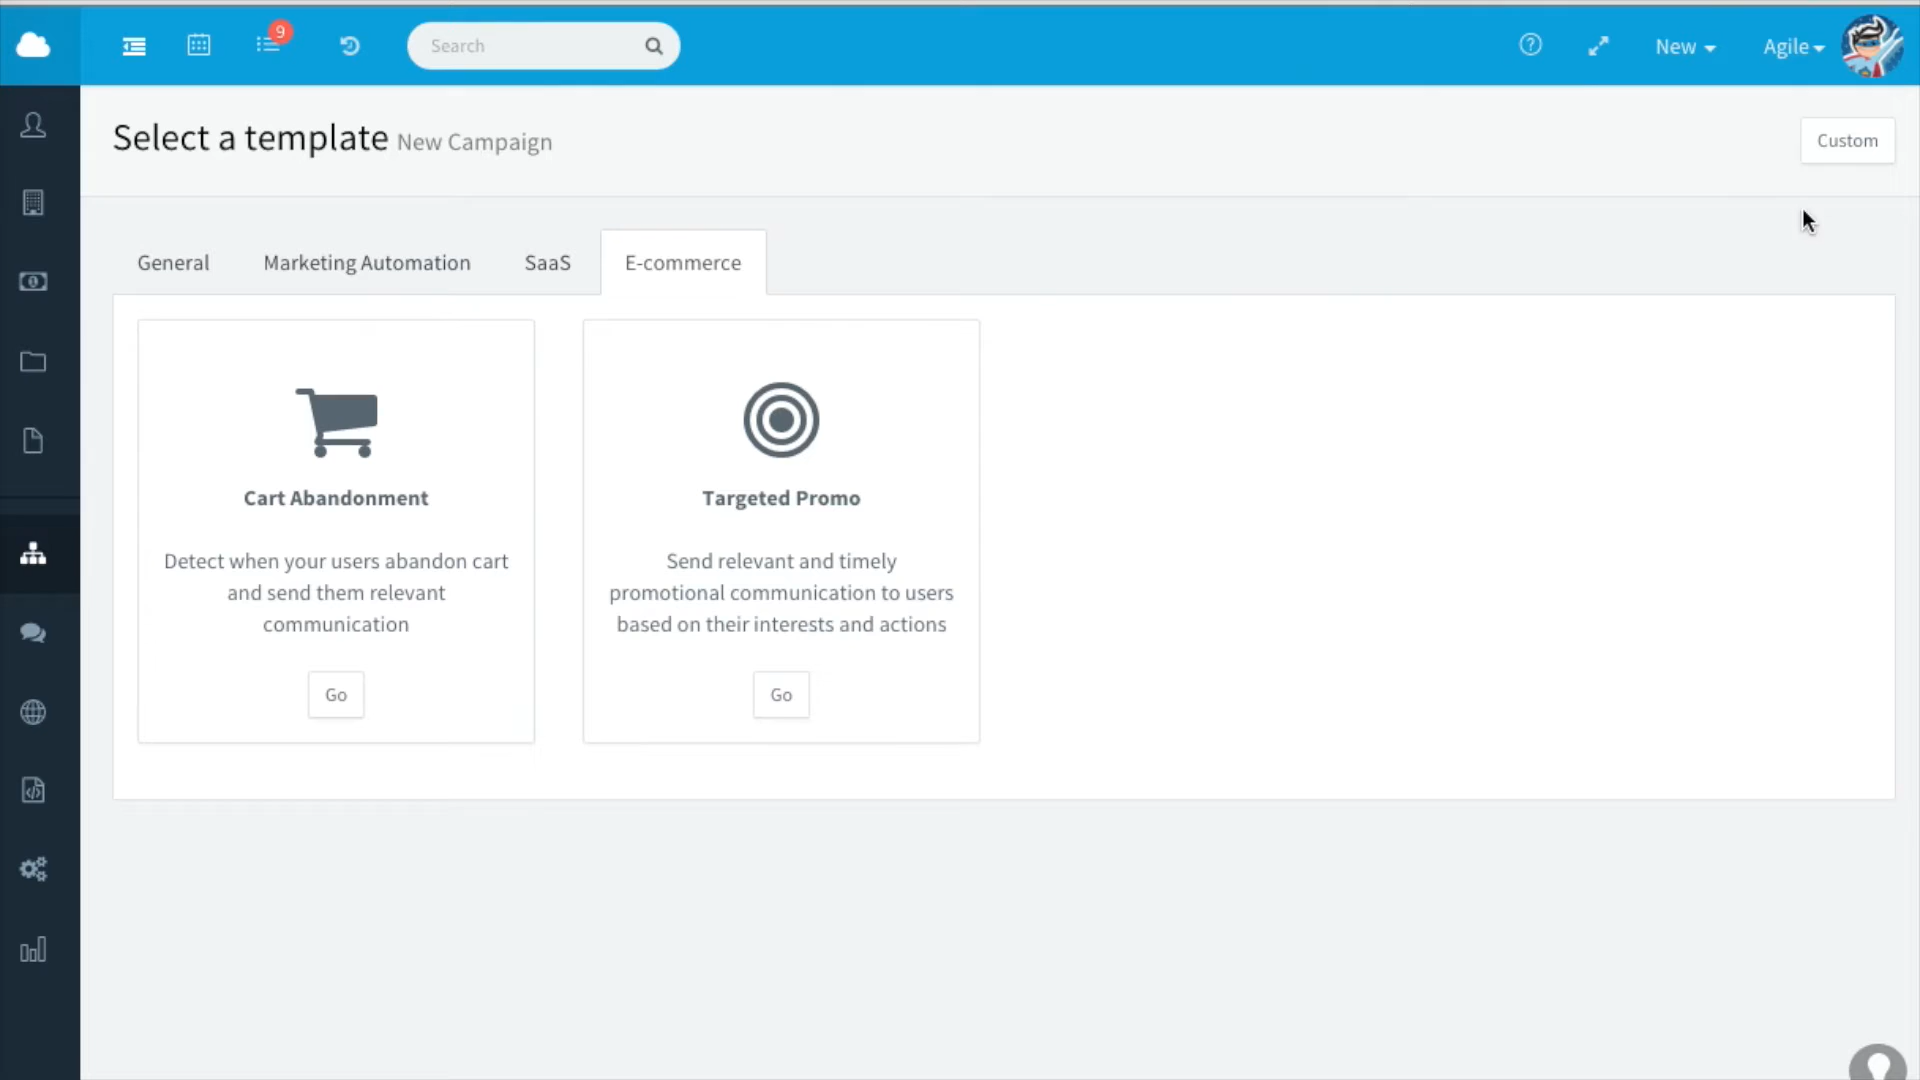 9
Search
New
Agile
Select a template New Campaign
Custom
General
Marketing Automation
SaaS
E-commerce
Cart Abandonment
Detect when your users abandon cart
and send them relevant
communication
Go
Targeted Promo
Send relevant and timely
promotional communication to users
based on their interests and actions
Go